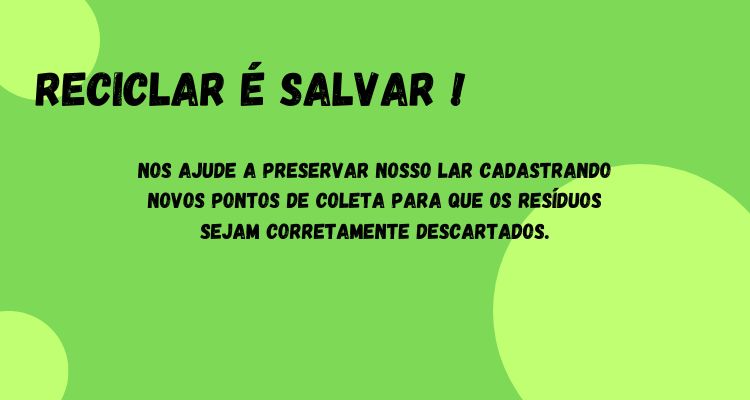 RECICLAR É SALVAR !
NOS AJUDE A PRESERVAR NOSSO LAR CADASTRANDO
NOVOS PONTOS DE COLETA PARA QUE OS RESÍDUOS
SEJAM CORRETAMENTE DESCARTADOS.